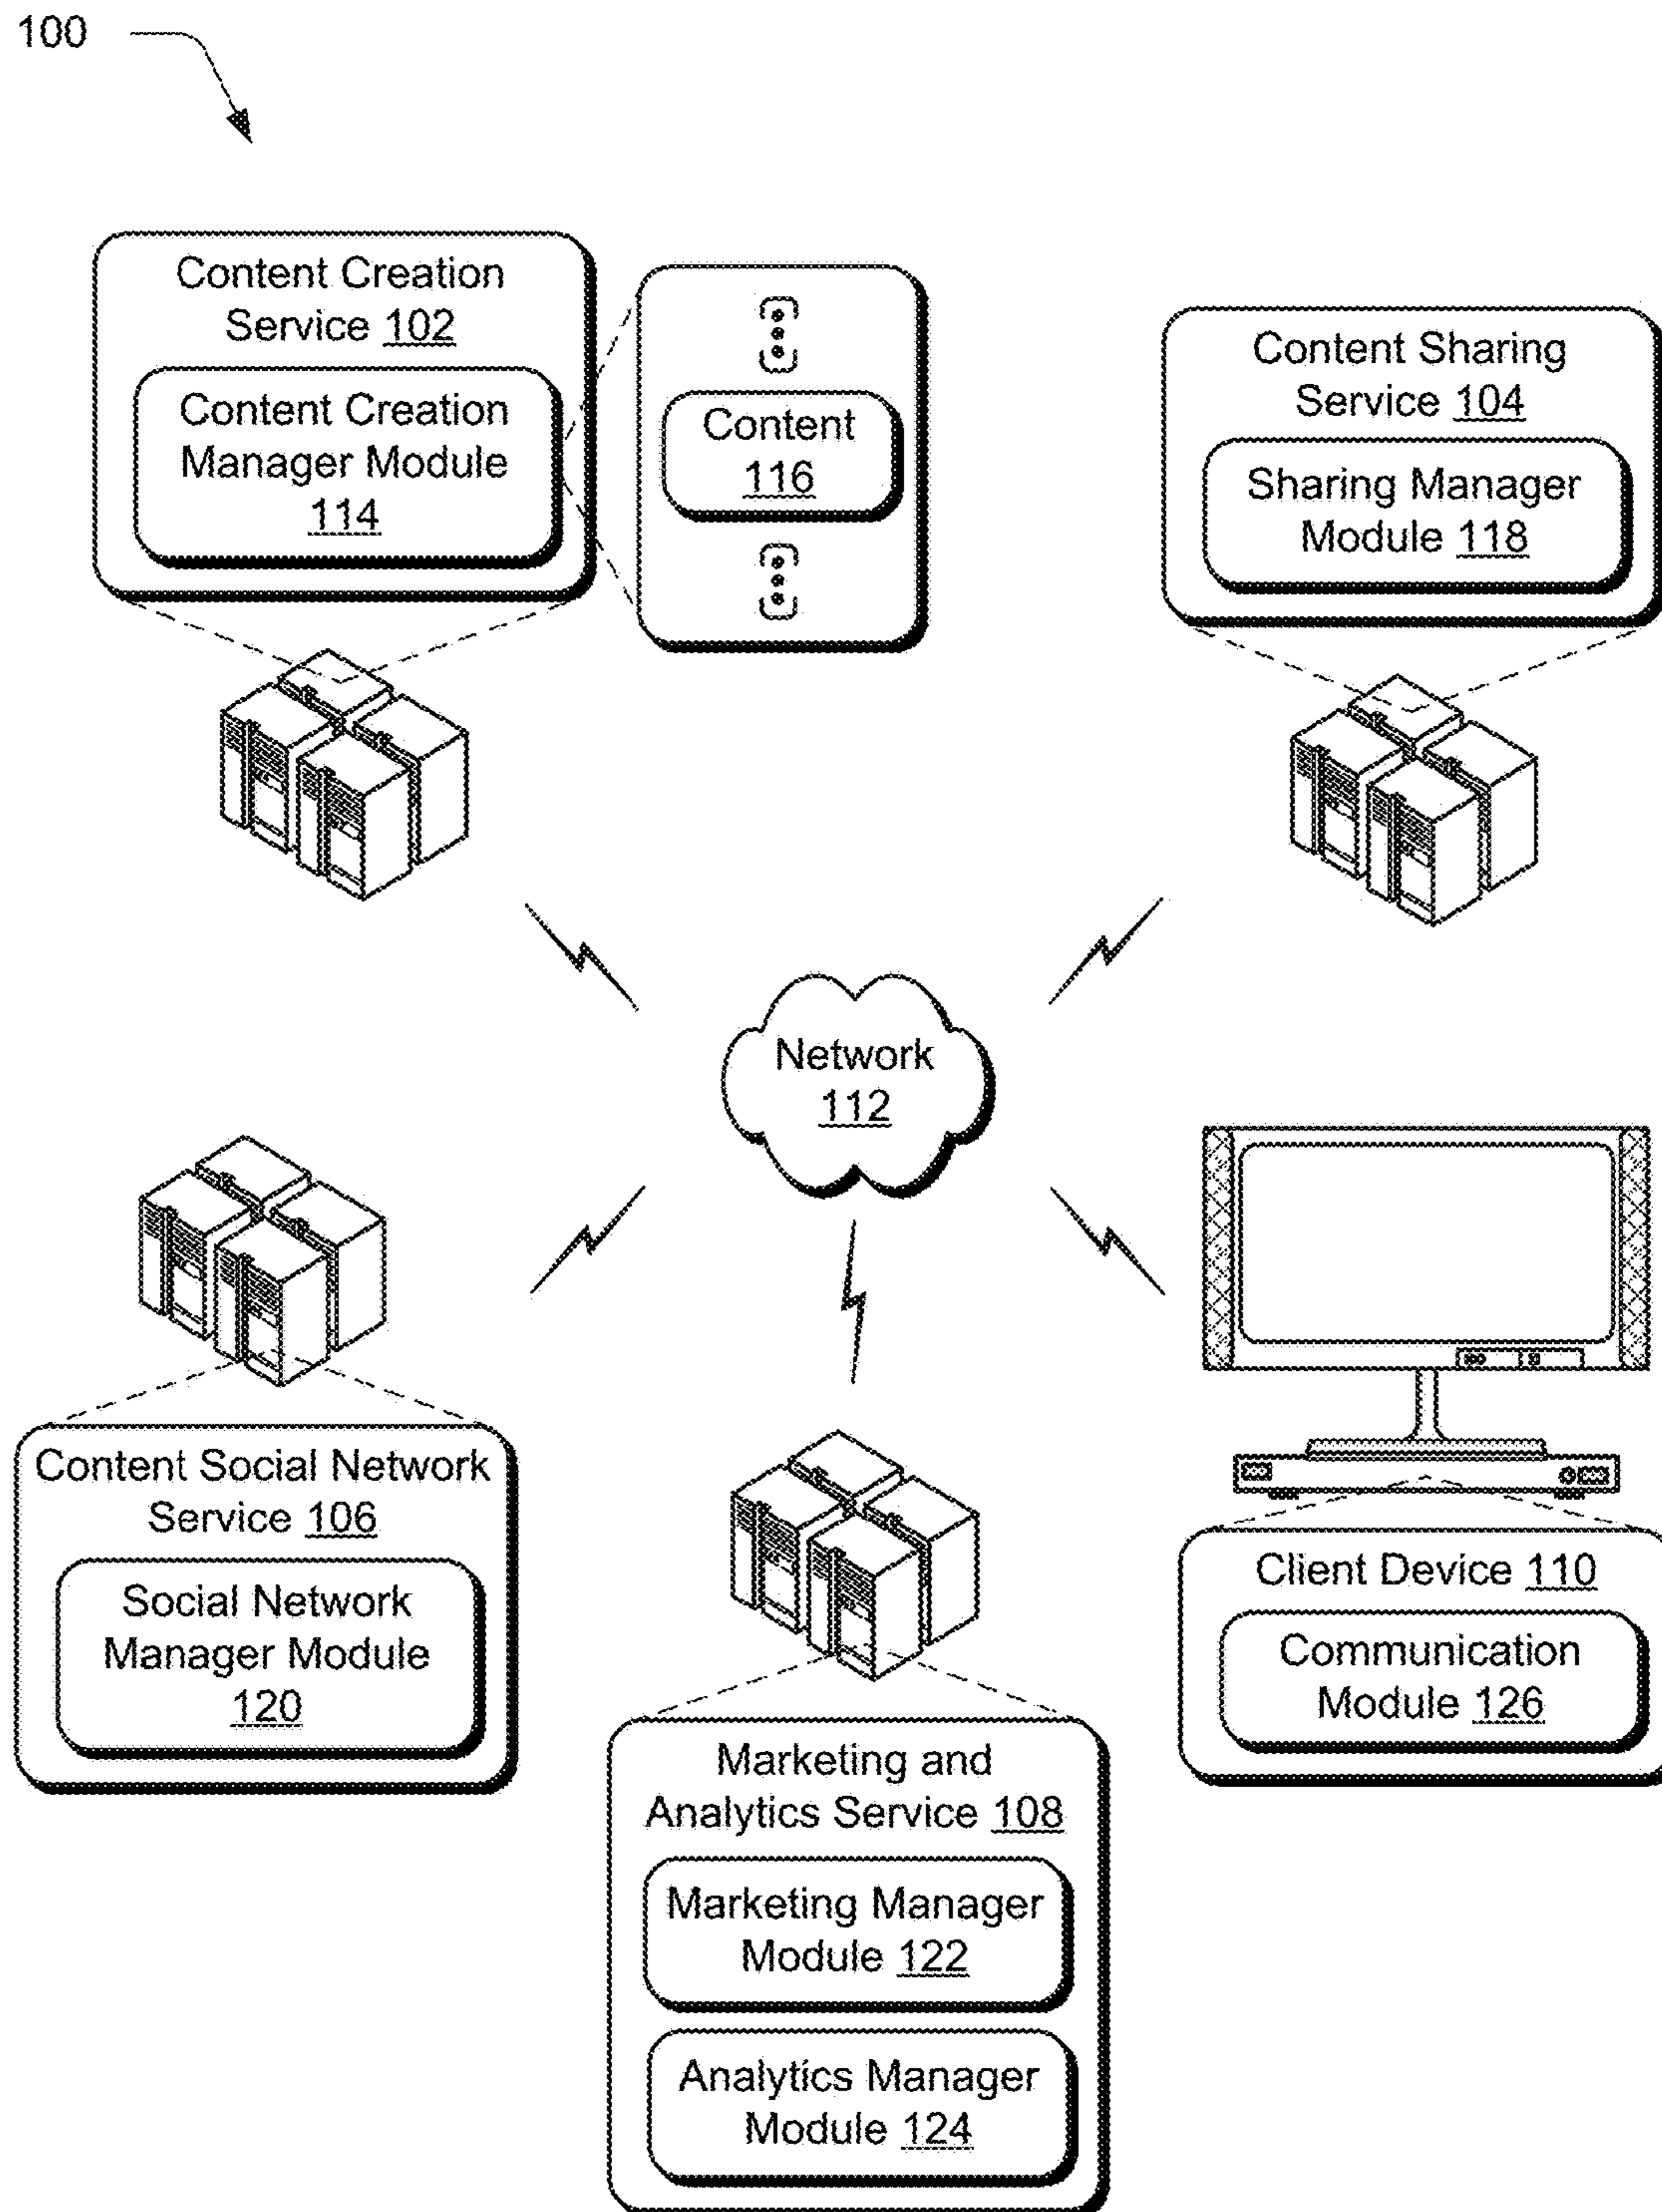 100
Content Creation
Service 102
Content Creation
Manager Module
114
Content
116
Content Sharing
Service 104
Sharing Manager
Module 118
Network
112
Content Social Network
Service 106
Social Network
Manager Module
120
Client Device 110
Communication
Module 126
Marketing and
Analytics Service 108
Marketing Manager
Module 122
Analytics Manager
Module 124